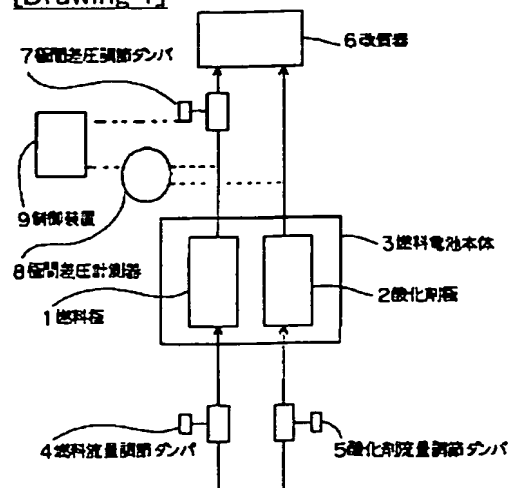 [Drawing 1]
6改質器
7極間差圧調節ダンパ
9制御装置
8極間差圧計測器
3燃料電池本体
2酸化剤極
1燃料極
4燃料流量調節ダンパ
5酸化剤流量調節ダンパ